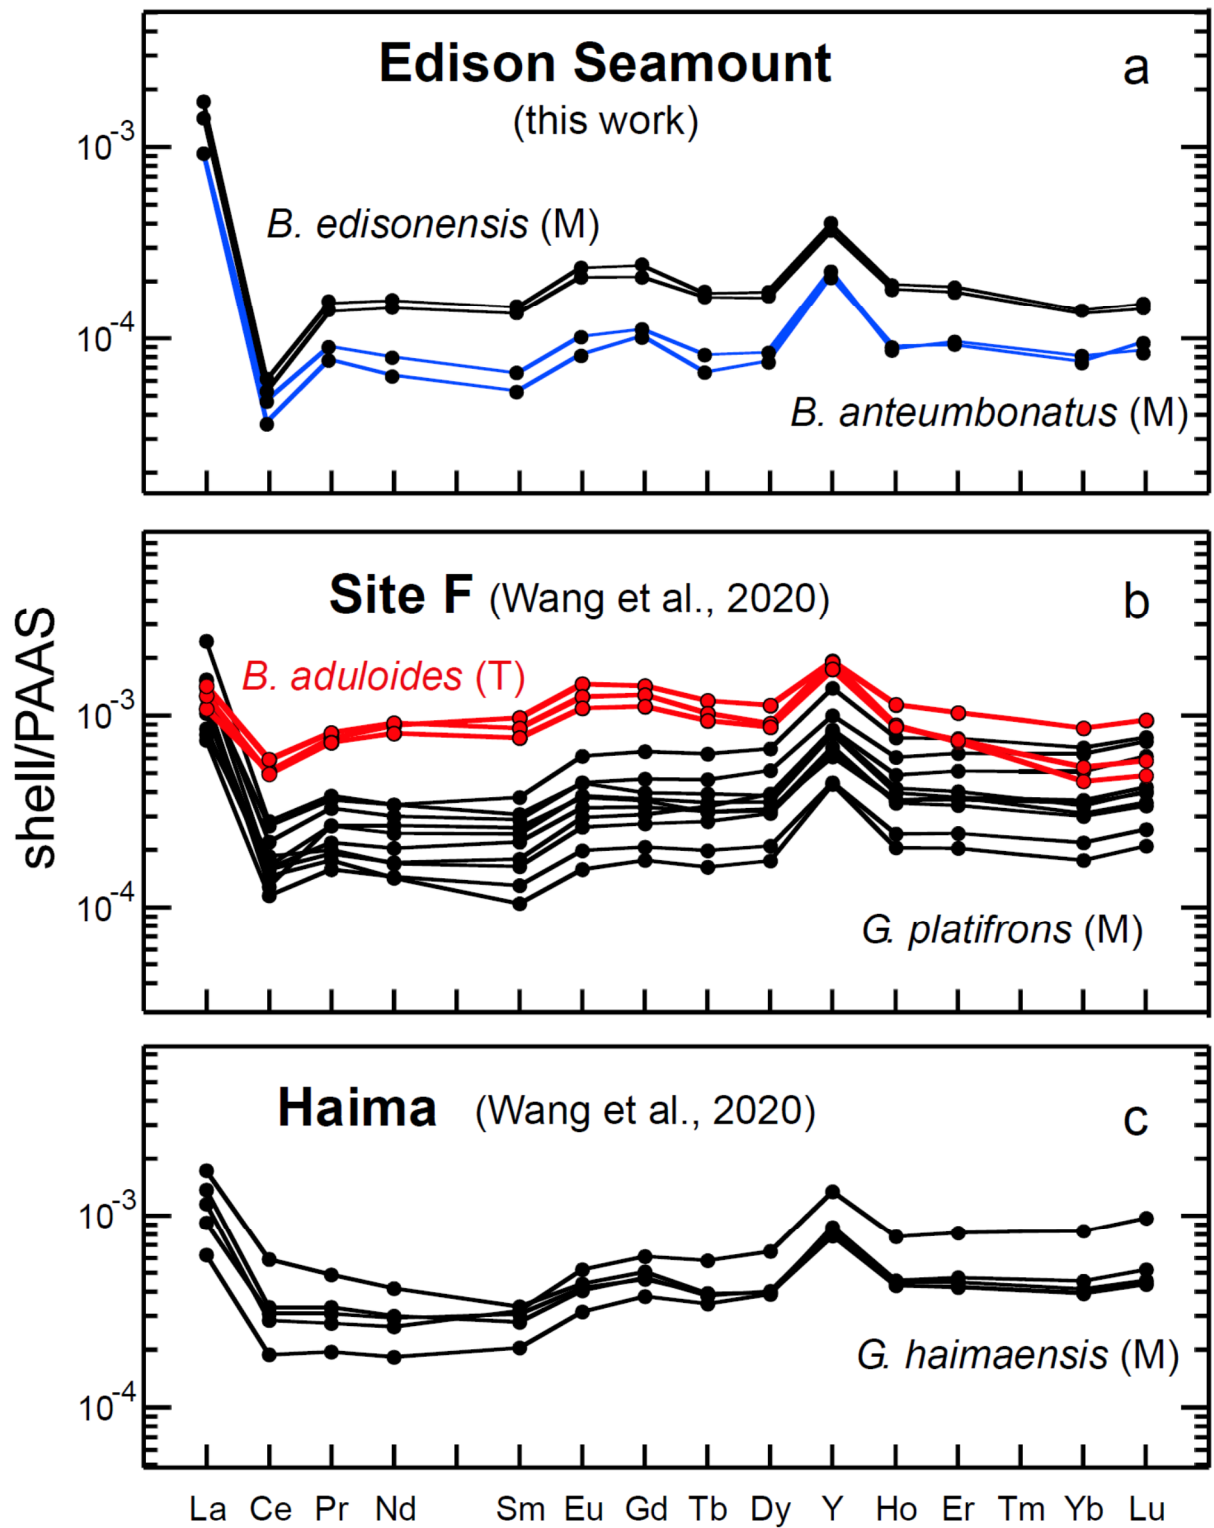 Edison Seamount
a
(this work)
10-3
B. edisonensis (M)
10-4
B. anteumbonatus (M)
shell/PAAS
Site F (Wang et al., 2020)
b
B. aduloides (T)
10-3
10-4
G. platifrons (M)
Haima (Wang et al., 2020)
c
10-3
G. haimaensis (M)
10-4
La Ce Pr Nd Sm Eu Gd Tb Dy Y Ho Er Tm Yb Lu